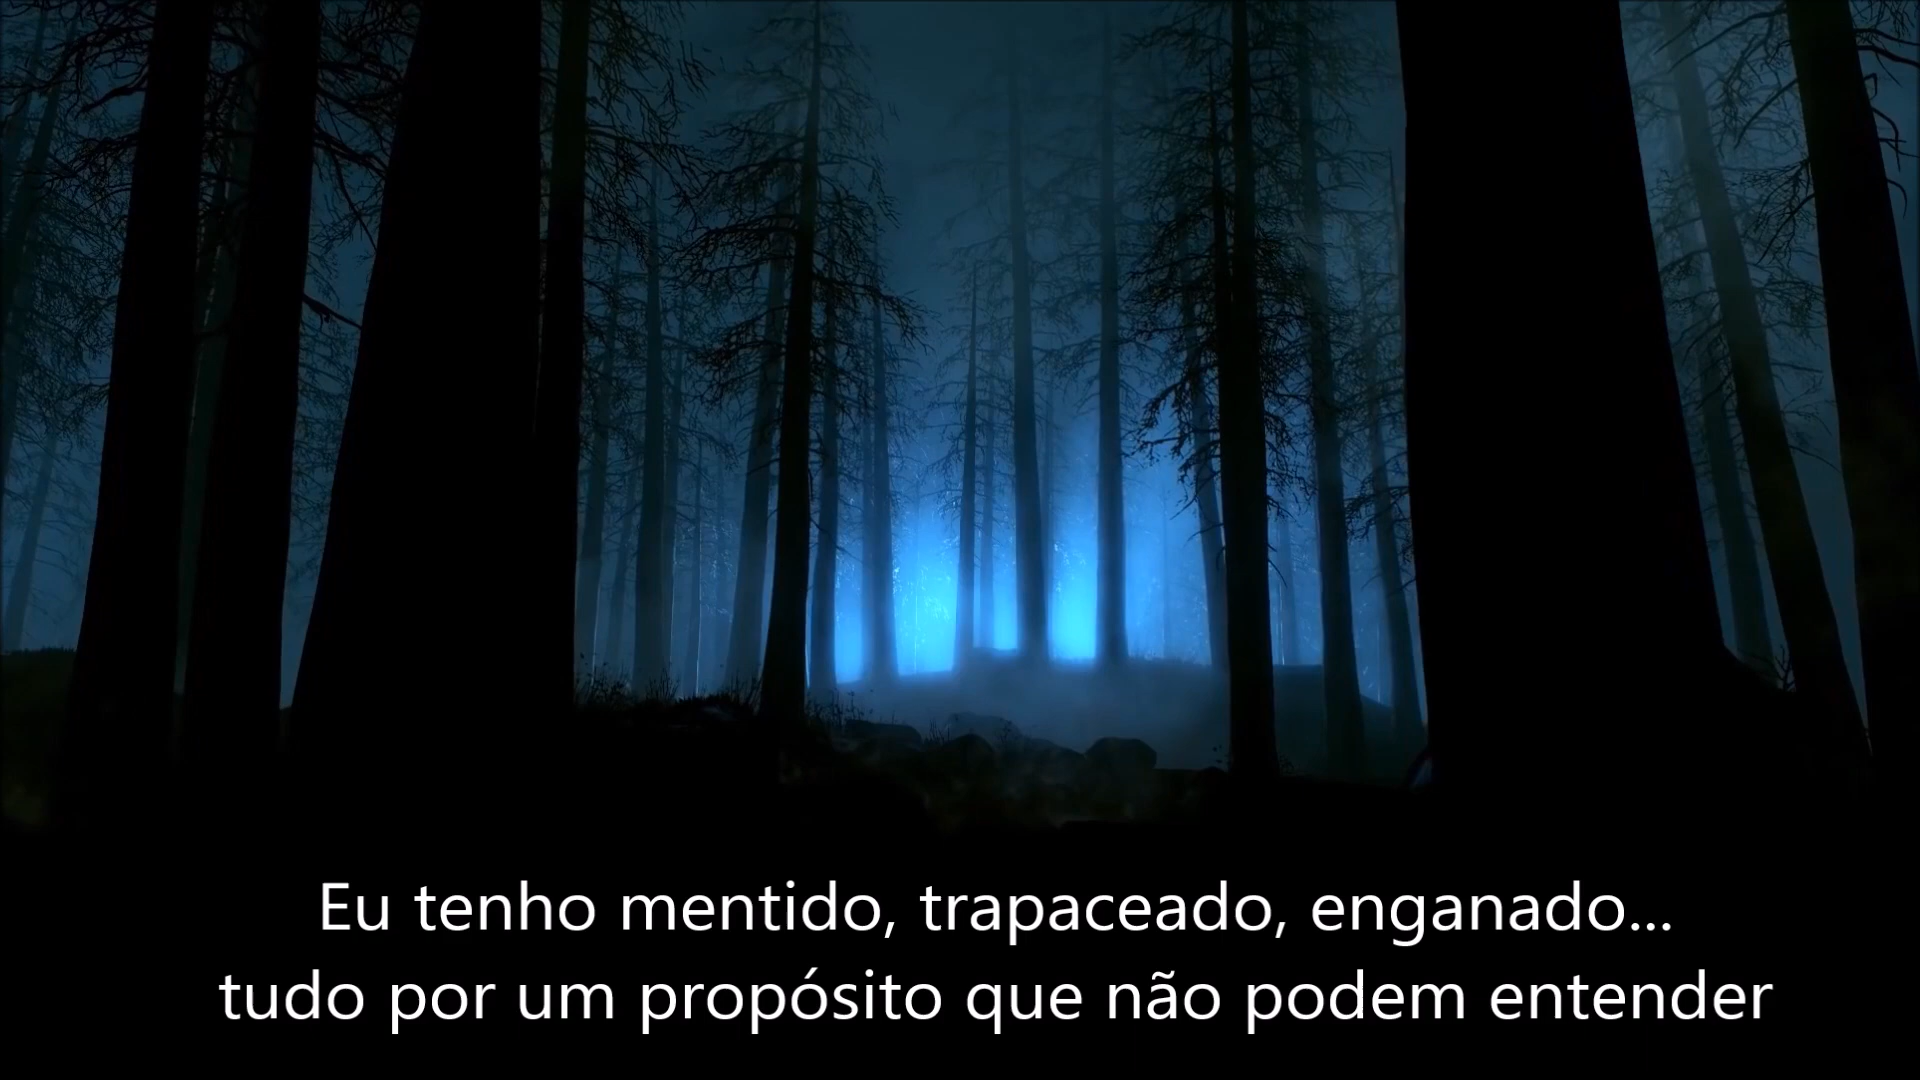 Eu tenho mentido, trapaceado, enganado...
tudo por um propósito que não podem entender